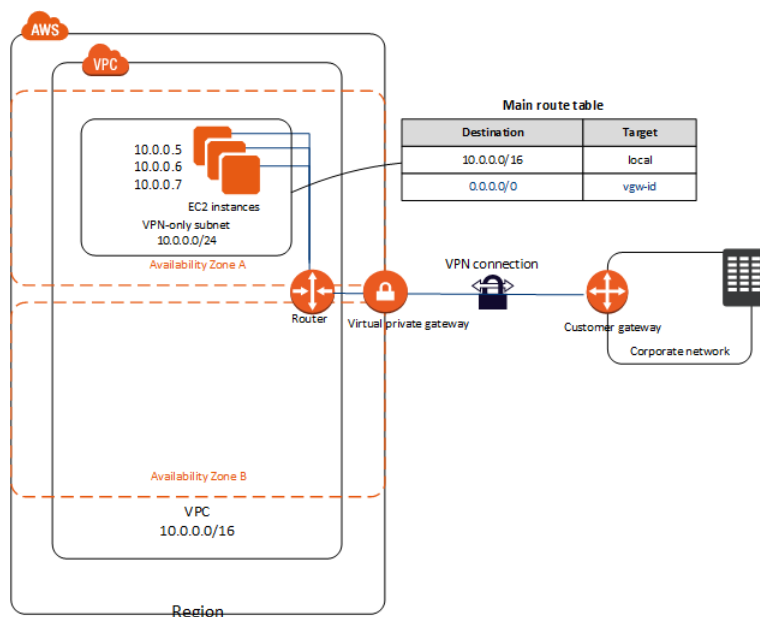 AWS
VPC
Main route table
Destination Target
10.0.0.0/16 local
0.0.0.0/0 vgw-id
10.0.0.5
10.0.0.6
10.0.0.7
EC2 instances
VPN-only subnet
10.0.0.0/24
Availability Zone A
VPN connection
Router
Virtual private gateway
Customer gateway
Corporate network
Availability Zone B
VPC
10.0.0.0/16
Region